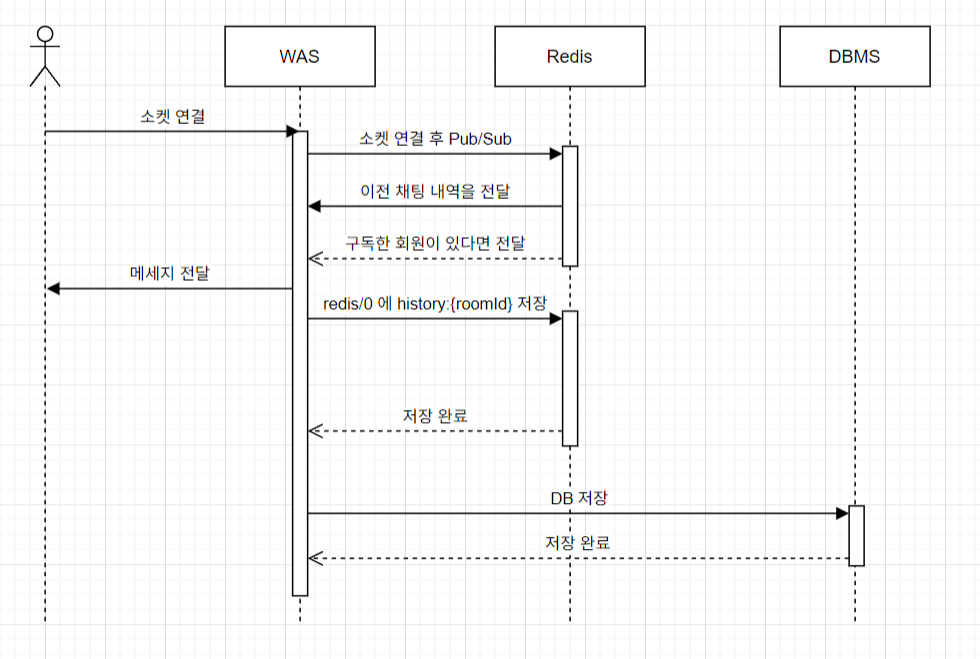 WAS
Redis
DBMS
소켓 연결
소켓 연결 후 Pub/Sub
이전 채팅 내역을 전달
구독한 회원이 있다면 전달
메세지 전달
redis/0 에 history:{roomId} 저장
저장 완료
DB 저장
저장 완료